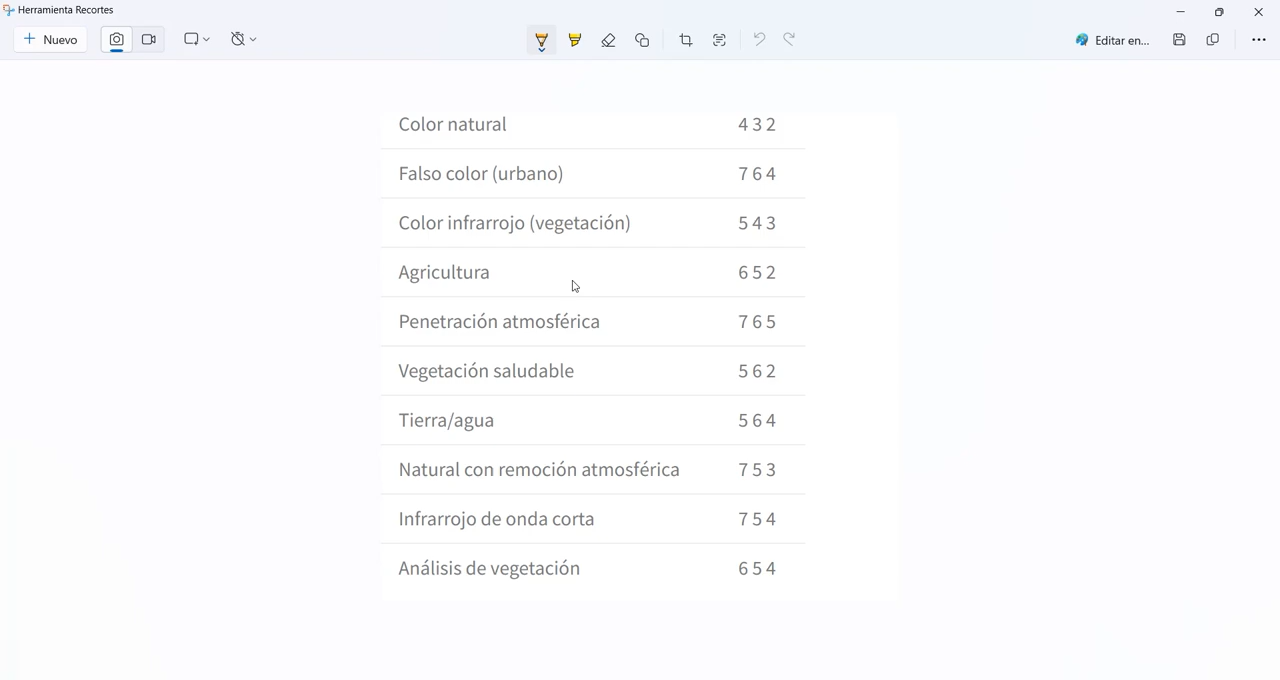 Herramienta Recortes
Nuevo
Editar en...
Color natural 4 3 2
Falso color (urbano) 7 6 4
Color infrarrojo (vegetación) 5 4 3
Agricultura 6 5 2
Penetración atmosférica 7 6 5
Vegetación saludable 5 6 2
Tierra/agua 5 6 4
Natural con remoción atmosférica 7 5 3
Infrarrojo de onda corta 7 5 4
Análisis de vegetación 6 5 4